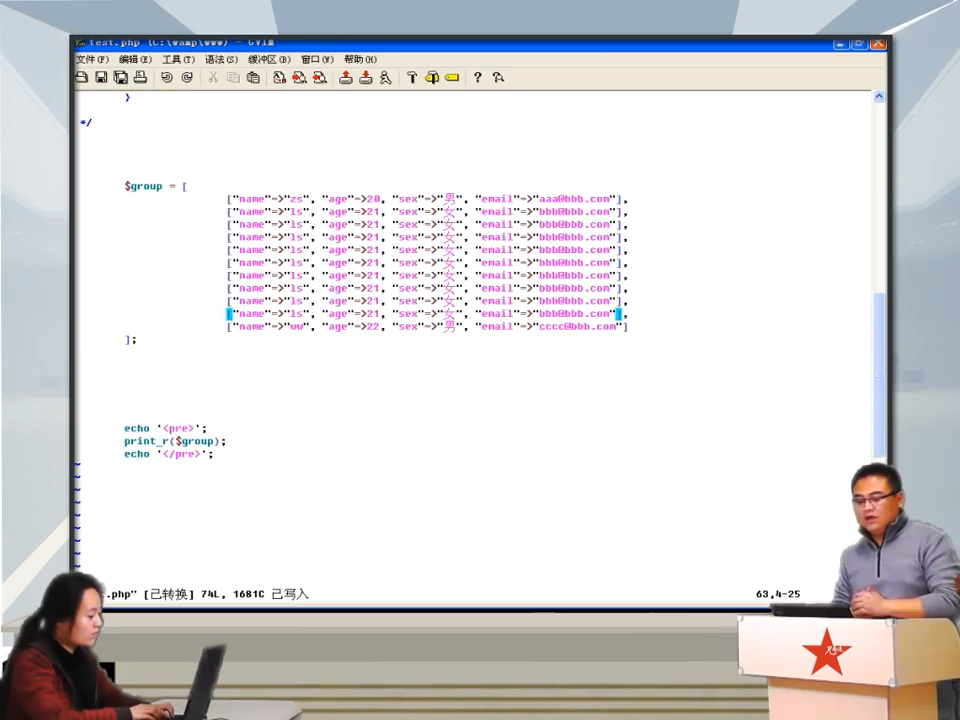 test.php (C:\wamp\www) - GVIM
文件(F) 编辑(E) 工具(T) 语法(S) 缓冲区(B) 窗口(W) 帮助(H)
}
*/
$group = [
["name"=>"zs", "age"=>20, "sex"=>"男", "email"=>"aaa@bbb.com"],
["name"=>"ls", "age"=>21, "sex"=>"女", "email"=>"bbb@bbb.com"],
["name"=>"ls", "age"=>21, "sex"=>"女", "email"=>"bbb@bbb.com"],
["name"=>"ls", "age"=>21, "sex"=>"女", "email"=>"bbb@bbb.com"],
["name"=>"ls", "age"=>21, "sex"=>"女", "email"=>"bbb@bbb.com"],
["name"=>"ls", "age"=>21, "sex"=>"女", "email"=>"bbb@bbb.com"],
["name"=>"ls", "age"=>21, "sex"=>"女", "email"=>"bbb@bbb.com"],
["name"=>"ls", "age"=>21, "sex"=>"女", "email"=>"bbb@bbb.com"],
["name"=>"ls", "age"=>21, "sex"=>"女", "email"=>"bbb@bbb.com"],
["name"=>"ls", "age"=>21, "sex"=>"女", "email"=>"bbb@bbb.com"],
["name"=>"ww", "age"=>22, "sex"=>"男", "email"=>"cccc@bbb.com"]
];
echo '<pre>';
print_r($group);
echo '</pre>';
~
~
~
~
~
~
~
~
~
.php" [已转换] 74L, 1681C 已写入 63,4-25